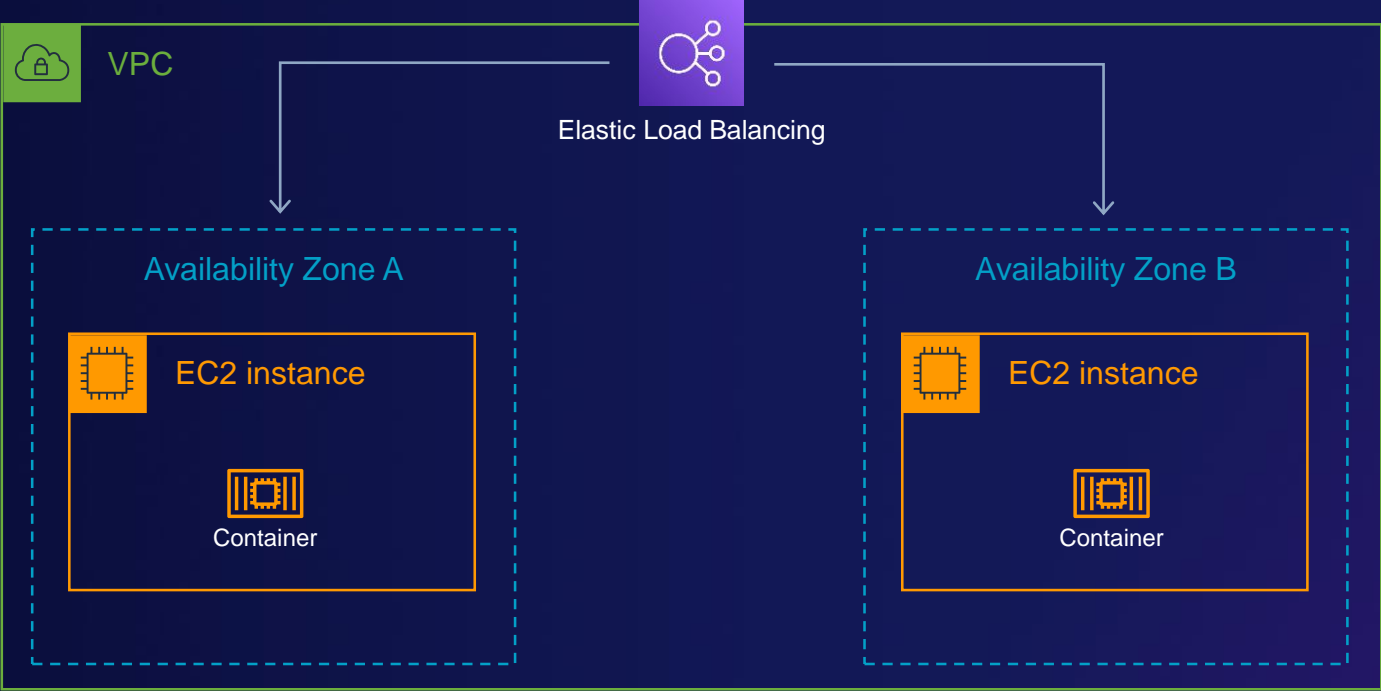 VPC
Elastic Load Balancing
Availability Zone A
Availability Zone B
EC2 instance
EC2 instance
Container
Container